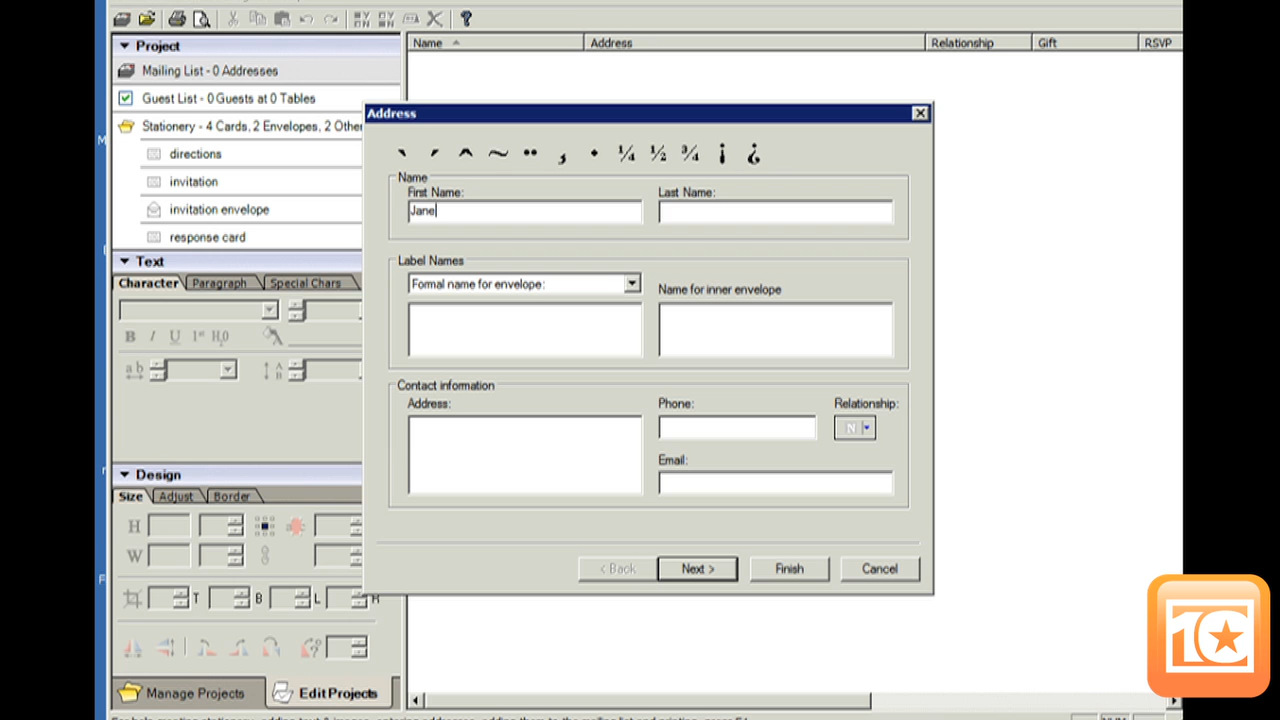 Name
Address
Relationship
Gift
RSVP
Project
Mailing List - 0 Addresses
Guest List - 0 Guests at 0 Tables
Stationery - 4 Cards, 2 Envelopes, 2 Other
directions
invitation
invitation envelope
response card
Text
Character
Paragraph
Special Chars
B I U 1st H₂0
a b
A
B
Design
Size
Adjust
Border
H
W
T
B
L
R
Manage Projects
Edit Projects
Address
` ´ ^ ~ ¨ ¸ · ¼ ½ ¾ ¡ ¿
Name
First Name:
Last Name:
Jane
Label Names
Formal name for envelope:
Name for inner envelope
Contact information
Address:
Phone:
Relationship:
N
Email:
< Back
Next >
Finish
Cancel
1C